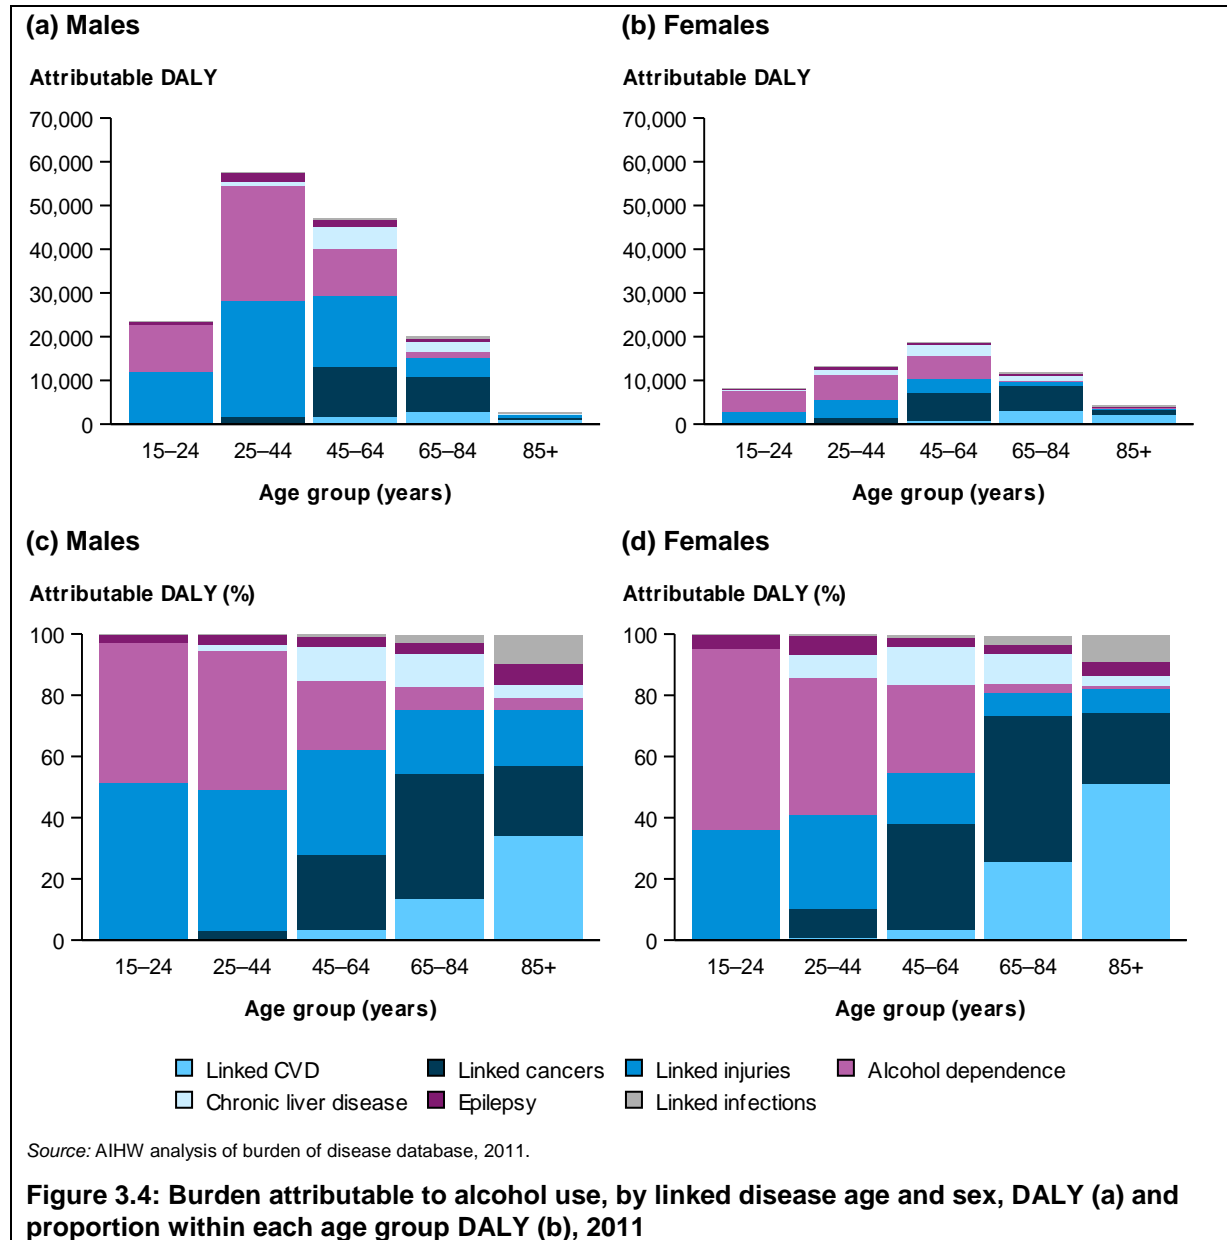 (a) Males
(b) Females
Attributable DALY
Attributable DALY
70,000
60,000
50,000
40,000
30,000
20,000
10,000
0
15–24 25–44 45–64 65–84 85+
Age group (years)
70,000
60,000
50,000
40,000
30,000
20,000
10,000
0
15–24 25–44 45–64 65–84 85+
Age group (years)
(c) Males
(d) Females
Attributable DALY (%)
Attributable DALY (%)
100
80
60
40
20
0
15–24 25–44 45–64 65–84 85+
Age group (years)
100
80
60
40
20
0
15–24 25–44 45–64 65–84 85+
Age group (years)
Linked CVD Linked cancers Linked injuries Alcohol dependence
Chronic liver disease Epilepsy Linked infections
Source: AIHW analysis of burden of disease database, 2011.
Figure 3.4: Burden attributable to alcohol use, by linked disease age and sex, DALY (a) and
proportion within each age group DALY (b), 2011